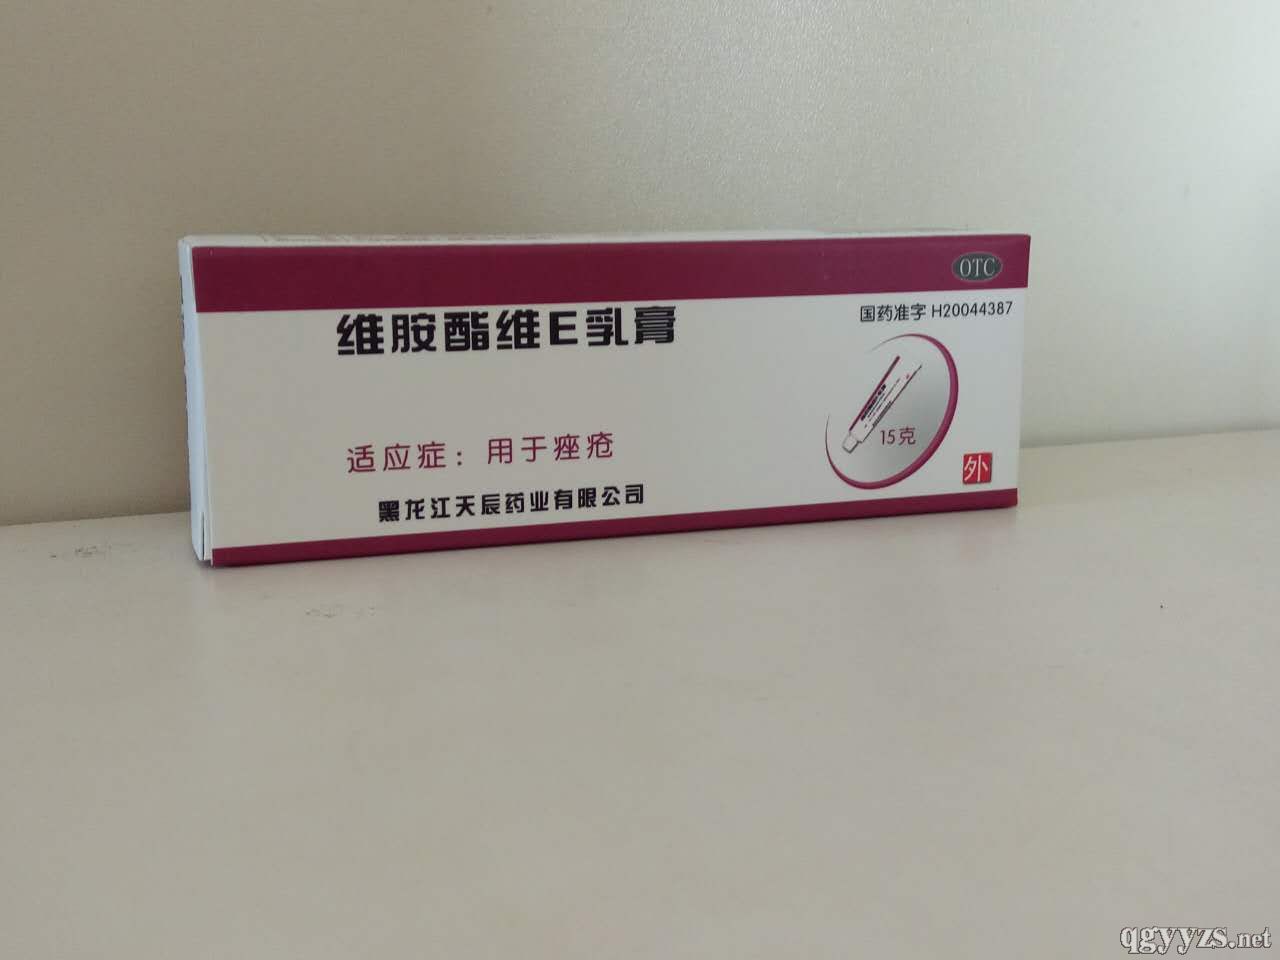 OTC
国药准字 H20044387
维胺酯维E乳膏
15克
适应症：用于痤疮
外
黑龙江天辰药业有限公司
qgyyzs.net